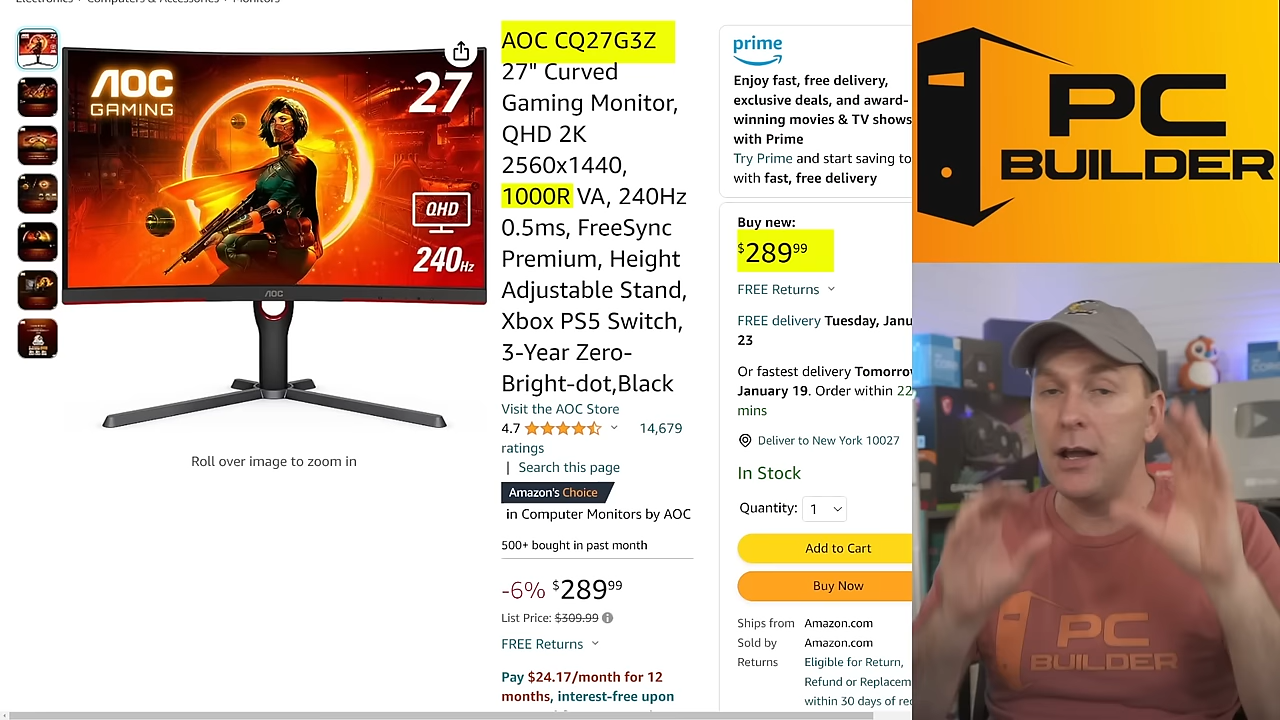 Electronics › Computers & Accessories › Monitors
AOC
GAMING
27
QHD
240Hz
AOC
Roll over image to zoom in
AOC CQ27G3Z
27" Curved
Gaming Monitor,
QHD 2K
2560x1440,
1000R VA, 240Hz
0.5ms, FreeSync
Premium, Height
Adjustable Stand,
Xbox PS5 Switch,
3-Year Zero-
Bright-dot,Black
Visit the AOC Store
4.7 14,679
ratings
| Search this page
Amazon's Choice
in Computer Monitors by AOC
500+ bought in past month
-6% $289.99
List Price: $309.99
FREE Returns
Pay $24.17/month for 12
months, interest-free upon
prime
Enjoy fast, free delivery,
exclusive deals, and award-
winning movies & TV shows
with Prime
Try Prime and start saving to
with fast, free delivery
Buy new:
$289.99
FREE Returns
FREE delivery Tuesday, Janu
23
Or fastest delivery Tomorrow
January 19. Order within 22
mins
Deliver to New York 10027
In Stock
Quantity: 1
Add to Cart
Buy Now
Ships from Amazon.com
Sold by Amazon.com
Returns Eligible for Return,
Refund or Replacem
within 30 days of re
PC
BUILDER
PC
BUILDER